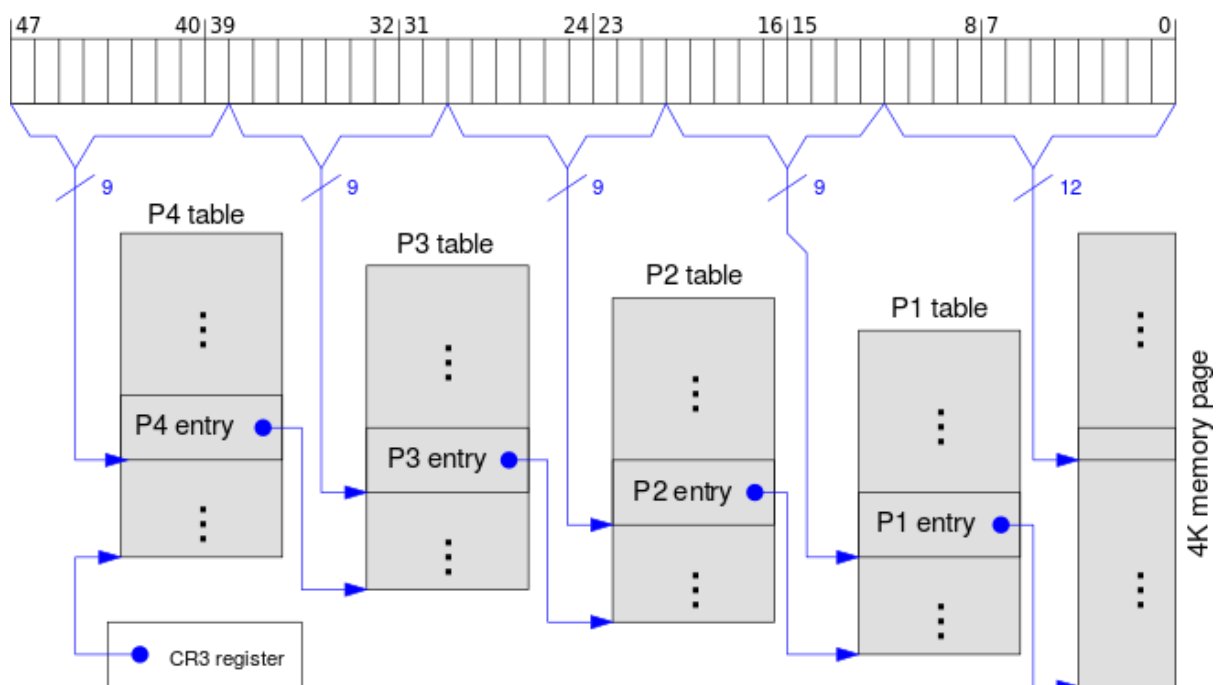 47 40 39 32 31 24 23 16 15 8 7 0
9 9 9 9 12
P4 table
P3 table
P2 table
P1 table
P4 entry
P3 entry
P2 entry
P1 entry
4K memory page
CR3 register